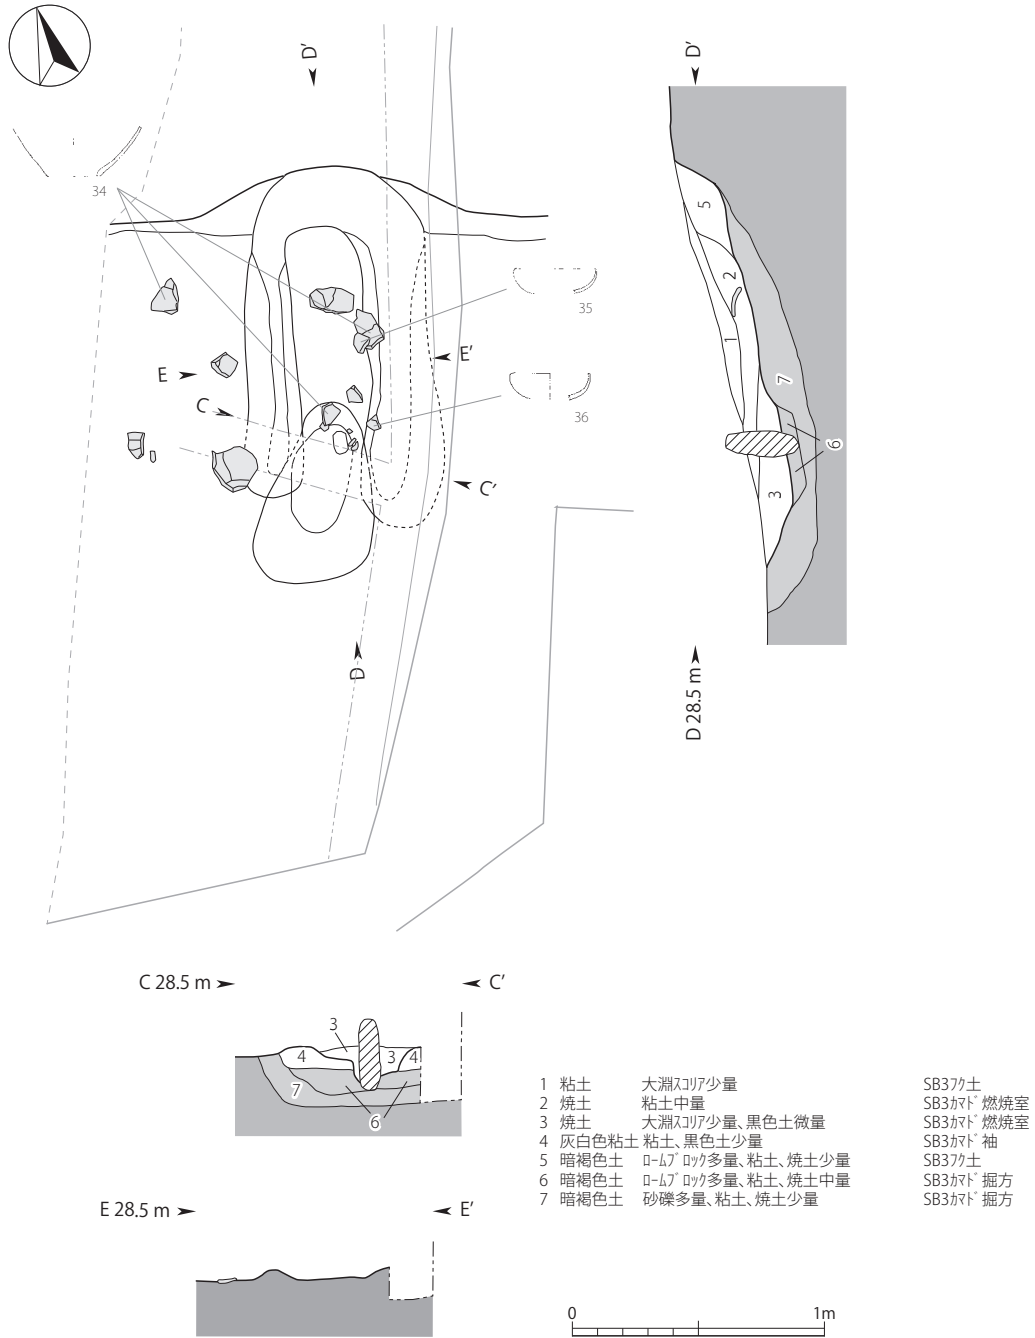 D'
D'
34
5
2
35
1
E'
7
E
36
C
6
C'
3
D
D 28.5 m
C 28.5 m
C'
3
4
3
4
7
6
1 粘土 大淵ｽｺﾘｱ少量 SB3ﾌｸ土
2 焼土 粘土中量 SB3ｶﾏﾄﾞ燃焼室
3 焼土 大淵ｽｺﾘｱ少量、黒色土微量 SB3ｶﾏﾄﾞ燃焼室
4 灰白色粘土 粘土、黒色土少量 SB3ｶﾏﾄﾞ袖
5 暗褐色土 ﾛｰﾑﾌﾞﾛｯｸ多量、粘土、焼土少量 SB3ﾌｸ土
6 暗褐色土 ﾛｰﾑﾌﾞﾛｯｸ多量、粘土、焼土中量 SB3ｶﾏﾄﾞ掘方
7 暗褐色土 砂礫多量、粘土、焼土少量 SB3ｶﾏﾄﾞ掘方
E 28.5 m
E'
0 1m